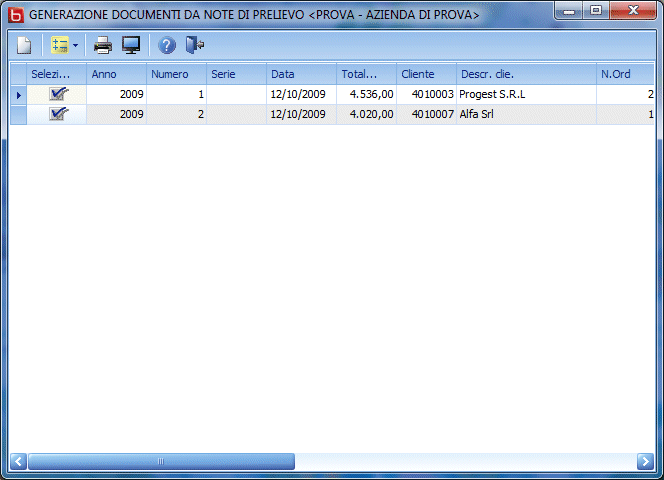 GENERAZIONE DOCUMENTI DA NOTE DI PRELIEVO <PROVA - AZIENDA DI PROVA>
Selezi... Anno Numero Serie Data Total... Cliente Descr. clie. N.Ord
2009 1 12/10/2009 4.536,00 4010003 Progest S.R.L 2
2009 2 12/10/2009 4.020,00 4010007 Alfa Srl 1